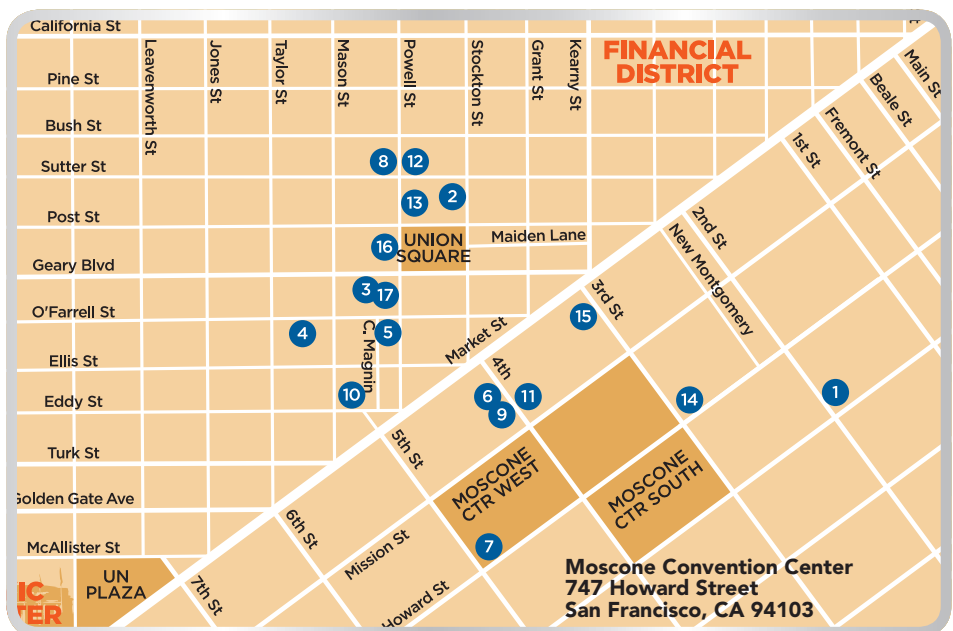 California St
Pine St
Bush St
Sutter St
Post St
Geary Blvd
O'Farrell St
Ellis St
Eddy St
Turk St
Golden Gate Ave
McAllister St
Leavenworth St
Jones St
Taylor St
Mason St
Powell St
Stockton St
Grant St
Kearny St
FINANCIAL
DISTRICT
Main St
Beale St
Fremont St
1st St
2nd St
New Montgomery
3rd St
4th
5th St
6th St
7th St
Market St
Mission St
Howard St
Maiden Lane
C. Magnin
UNION
SQUARE
8
12
13
2
16
3
17
4
5
15
10
6
9
11
14
1
7
MOSCONE
CTR WEST
MOSCONE
CTR SOUTH
UN
PLAZA
IC
TER
Moscone Convention Center
747 Howard Street
San Francisco, CA 94103